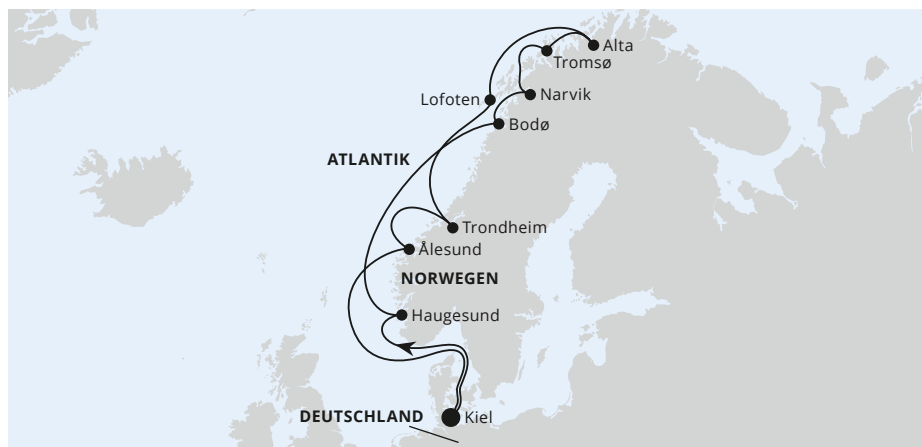 Alta
Tromsø
Narvik
Lofoten
Bodø
ATLANTIK
Trondheim
Ålesund
NORWEGEN
Haugesund
DEUTSCHLAND
Kiel